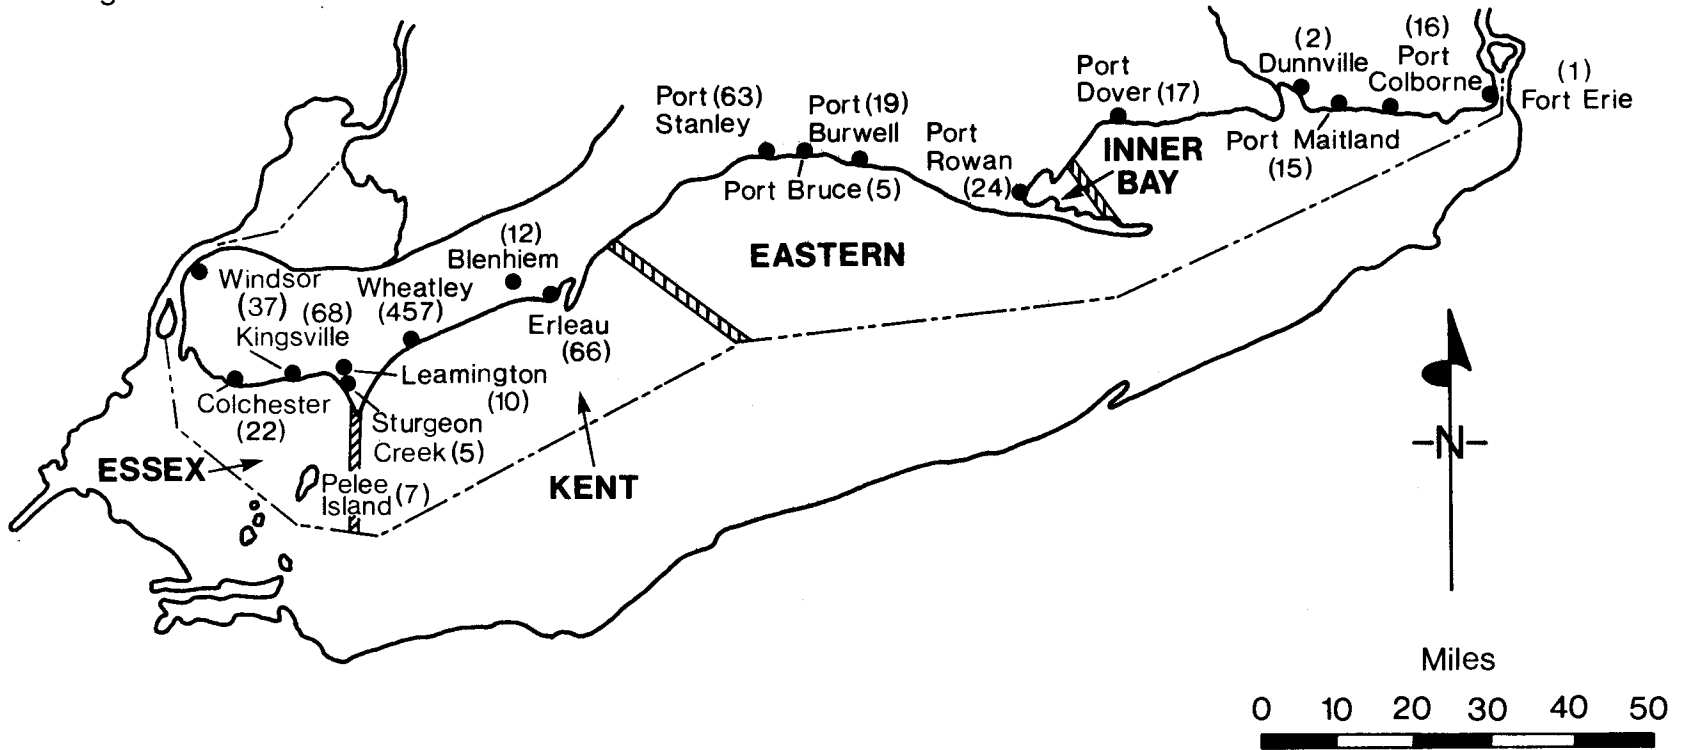 (16)
(2)
Port
Dunnville
Colborne
(1)
Fort Erie
Port
Dover (17)
Port (63)
Stanley
Port (19)
Burwell
Port
Rowan
(24)
INNER
BAY
Port Maitland
(15)
Port Bruce (5)
EASTERN
(12)
Blenhiem
Windsor
(37)
(68)
Kingsville
Wheatley
(457)
Erleau
(66)
Leamington
(10)
Colchester
(22)
Sturgeon
Creek (5)
ESSEX
Pelee
Island (7)
KENT
N
Miles
0 10 20 30 40 50